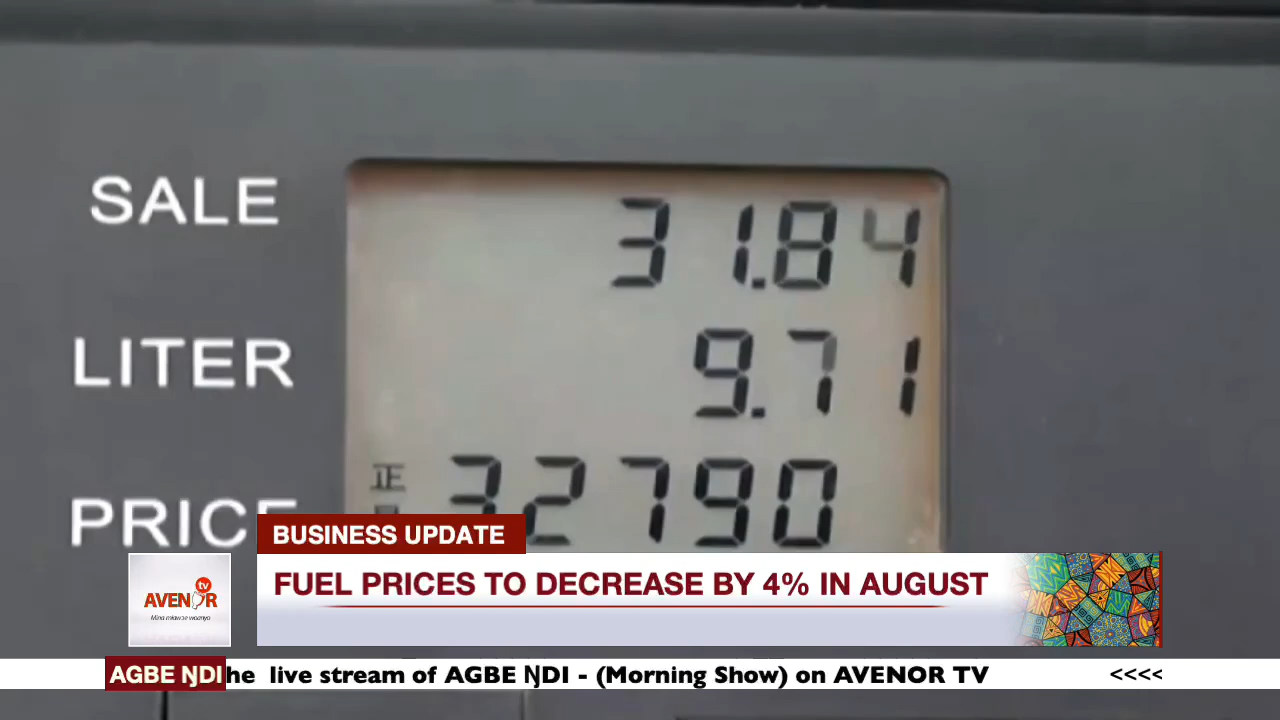 SALE 31.84
LITER 9.71
PRICE 32790
BUSINESS UPDATE
FUEL PRICES TO DECREASE BY 4% IN AUGUST
AVENOR tv
AGBE ŊDI he live stream of AGBE ŊDI - (Morning Show) on AVENOR TV <<<<